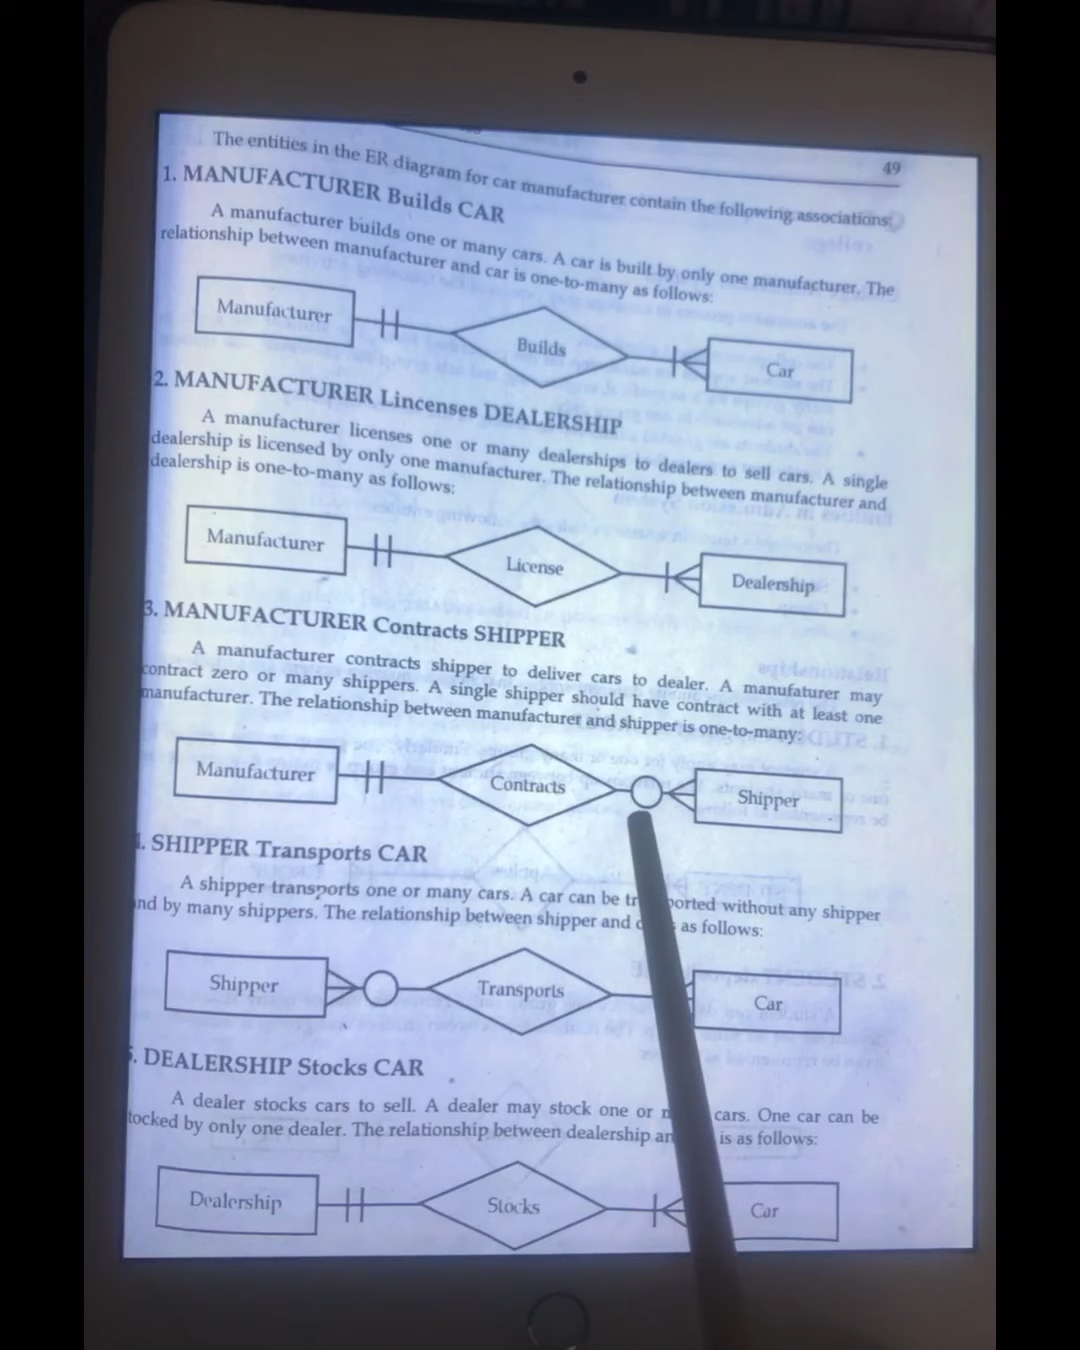 49
The entities in the ER diagram for car manufacturer contain the following associations:
1. MANUFACTURER Builds CAR
A manufacturer builds one or many cars. A car is built by only one manufacturer. The
relationship between manufacturer and car is one-to-many as follows:
Manufacturer Builds Car
2. MANUFACTURER Lincenses DEALERSHIP
A manufacturer licenses one or many dealerships to dealers to sell cars. A single
dealership is licensed by only one manufacturer. The relationship between manufacturer and
dealership is one-to-many as follows:
Manufacturer License Dealership
3. MANUFACTURER Contracts SHIPPER
A manufacturer contracts shipper to deliver cars to dealer. A manufaturer may
contract zero or many shippers. A single shipper should have contract with at least one
manufacturer. The relationship between manufacturer and shipper is one-to-many:
Manufacturer Contracts Shipper
. SHIPPER Transports CAR
A shipper transports one or many cars. A car can be tr ported without any shipper
nd by many shippers. The relationship between shipper and as follows:
Shipper Transports Car
. DEALERSHIP Stocks CAR
A dealer stocks cars to sell. A dealer may stock one or cars. One car can be
tocked by only one dealer. The relationship between dealership is as follows:
Dealership Stocks Car